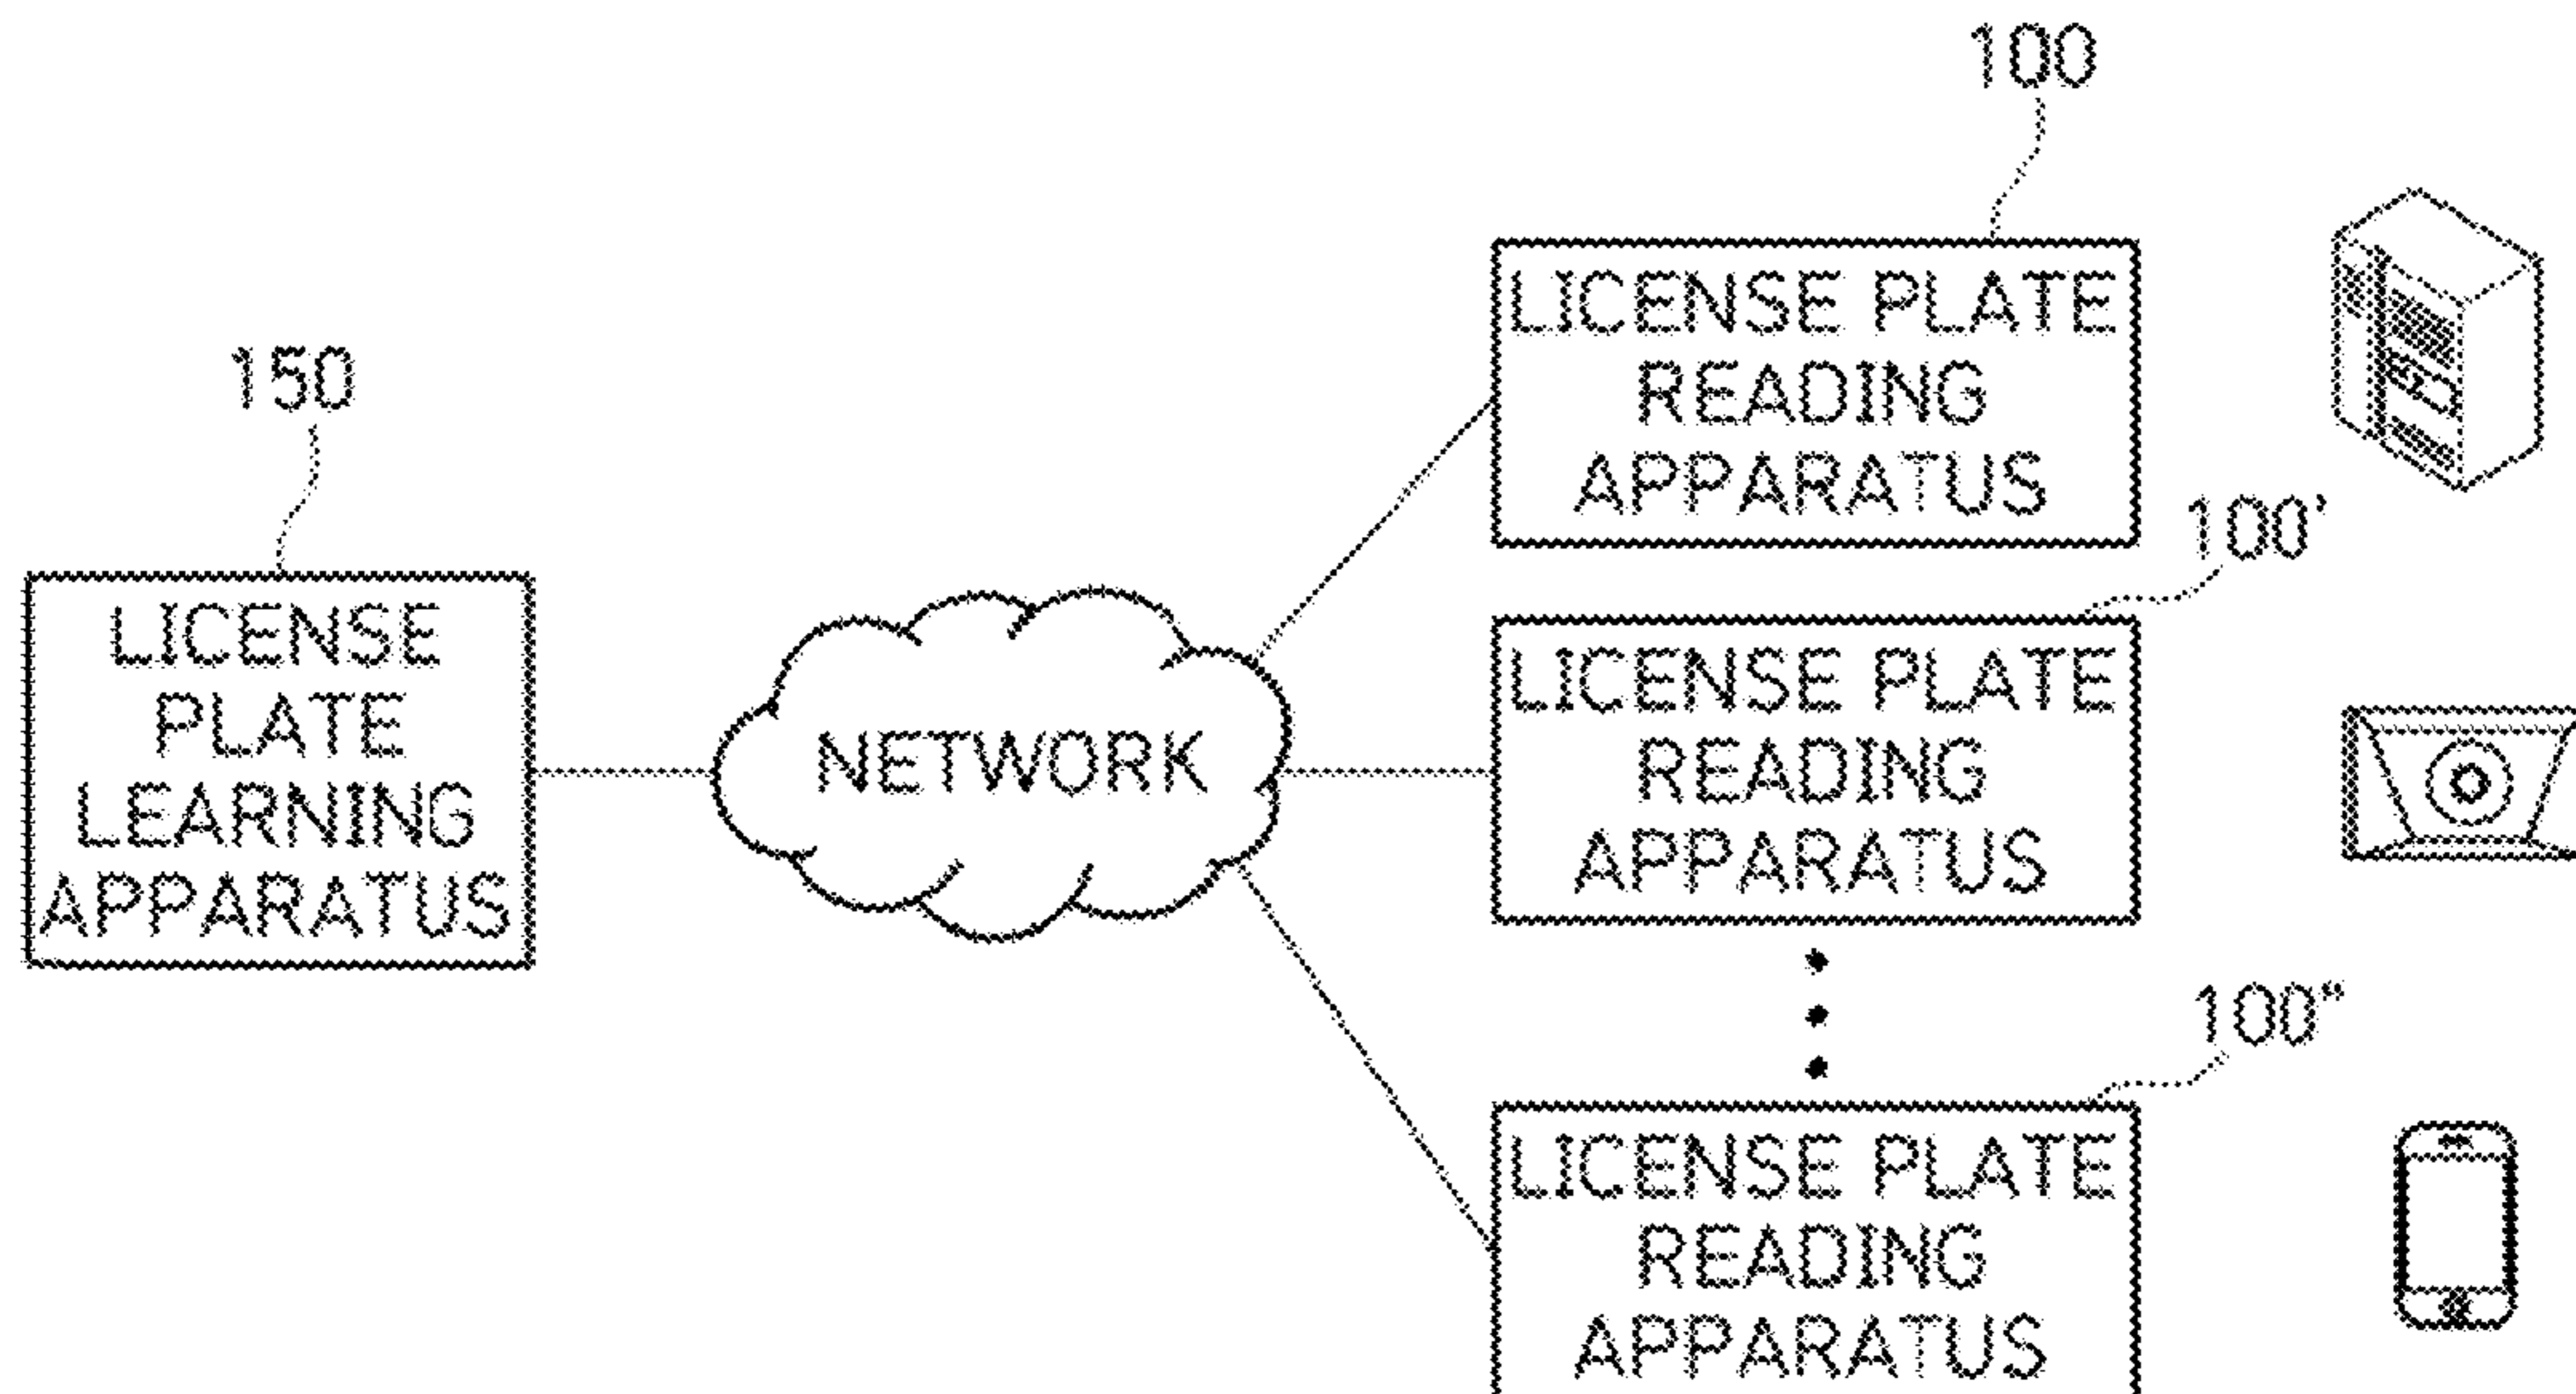 150
LICENSE
PLATE
LEARNING
APPARATUS
NETWORK
100
LICENSE PLATE
READING
APPARATUS
100'
LICENSE PLATE
READING
APPARATUS
100"
LICENSE PLATE
READING
APPARATUS